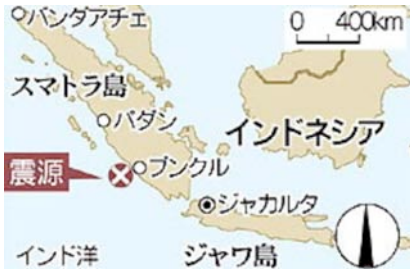 バンダアチェ
0 400km
スマトラ島
パダン
インドネシア
震源
ブンクル
ジャカルタ
インド洋
ジャワ島